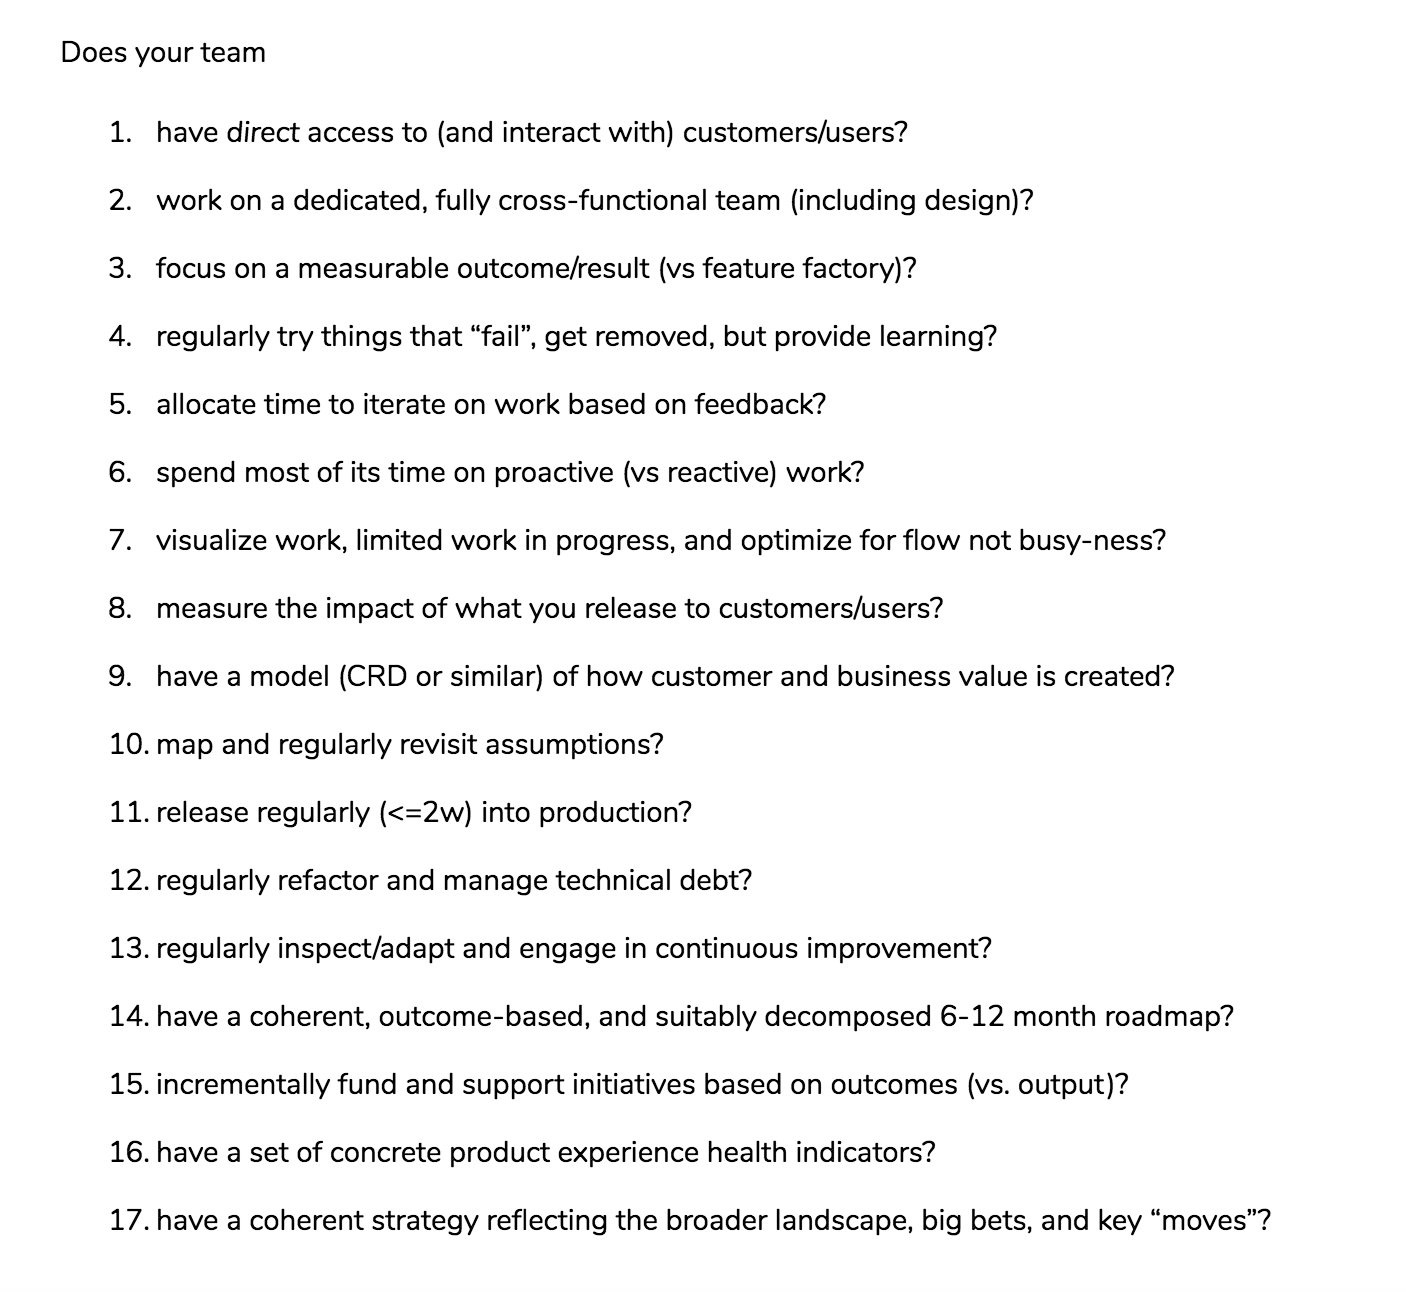 Does your team
1. have direct access to (and interact with) customers/users?
2. work on a dedicated, fully cross-functional team (including design)?
3. focus on a measurable outcome/result (vs feature factory)?
4. regularly try things that “fail”, get removed, but provide learning?
5. allocate time to iterate on work based on feedback?
6. spend most of its time on proactive (vs reactive) work?
7. visualize work, limited work in progress, and optimize for flow not busy-ness?
8. measure the impact of what you release to customers/users?
9. have a model (CRD or similar) of how customer and business value is created?
10. map and regularly revisit assumptions?
11. release regularly (<=2w) into production?
12. regularly refactor and manage technical debt?
13. regularly inspect/adapt and engage in continuous improvement?
14. have a coherent, outcome-based, and suitably decomposed 6-12 month roadmap?
15. incrementally fund and support initiatives based on outcomes (vs. output)?
16. have a set of concrete product experience health indicators?
17. have a coherent strategy reflecting the broader landscape, big bets, and key “moves”?